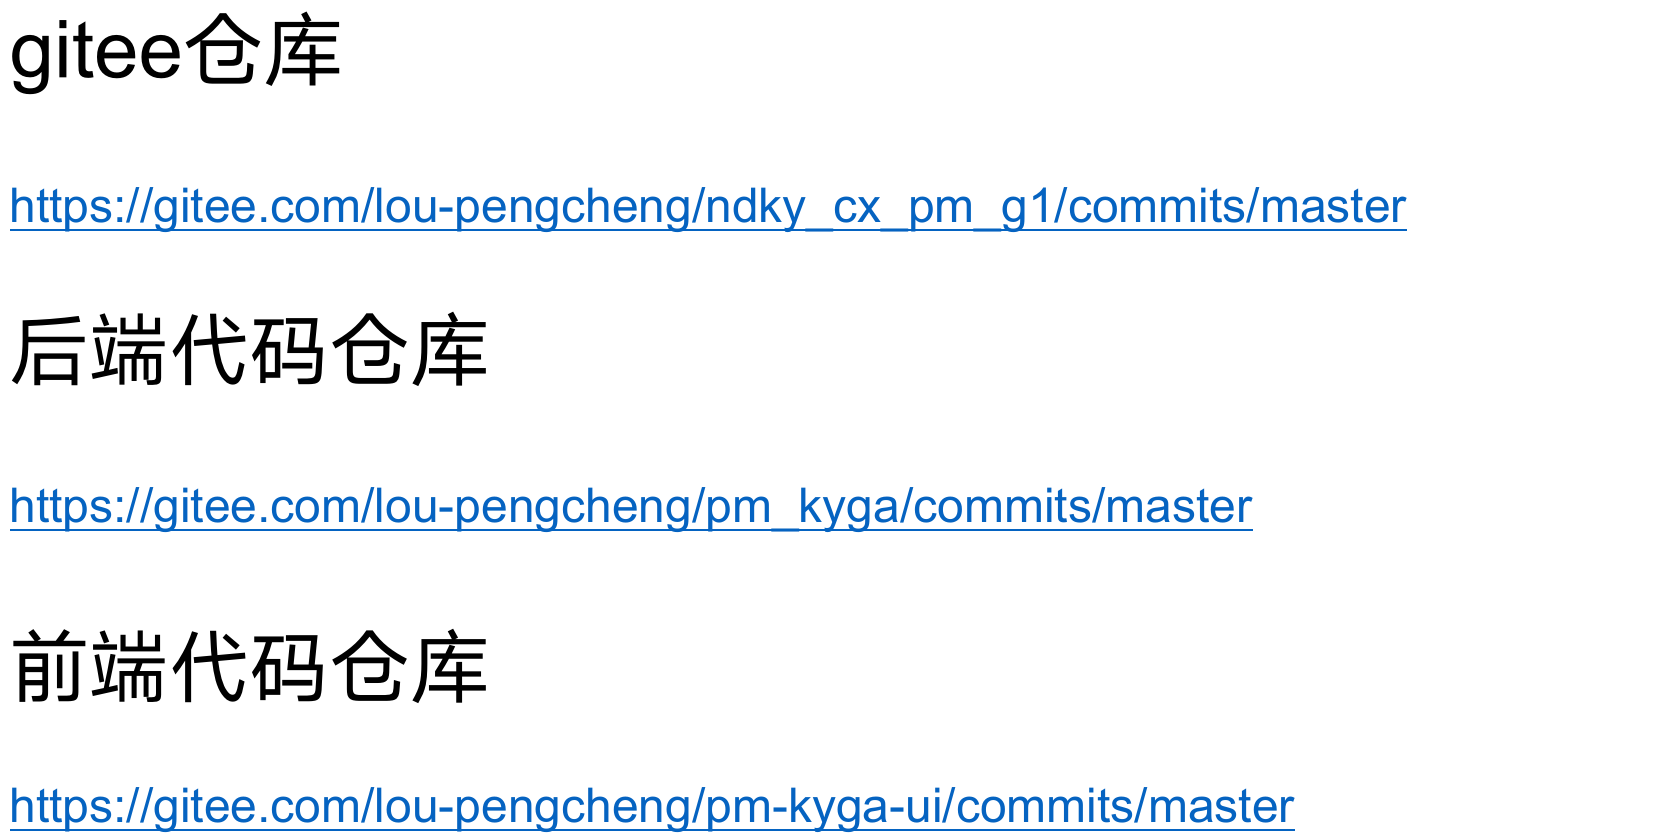 gitee仓库
https://gitee.com/lou-pengcheng/ndky_cx_pm_g1/commits/master
后端代码仓库
https://gitee.com/lou-pengcheng/pm_kyga/commits/master
前端代码仓库
https://gitee.com/lou-pengcheng/pm-kyga-ui/commits/master